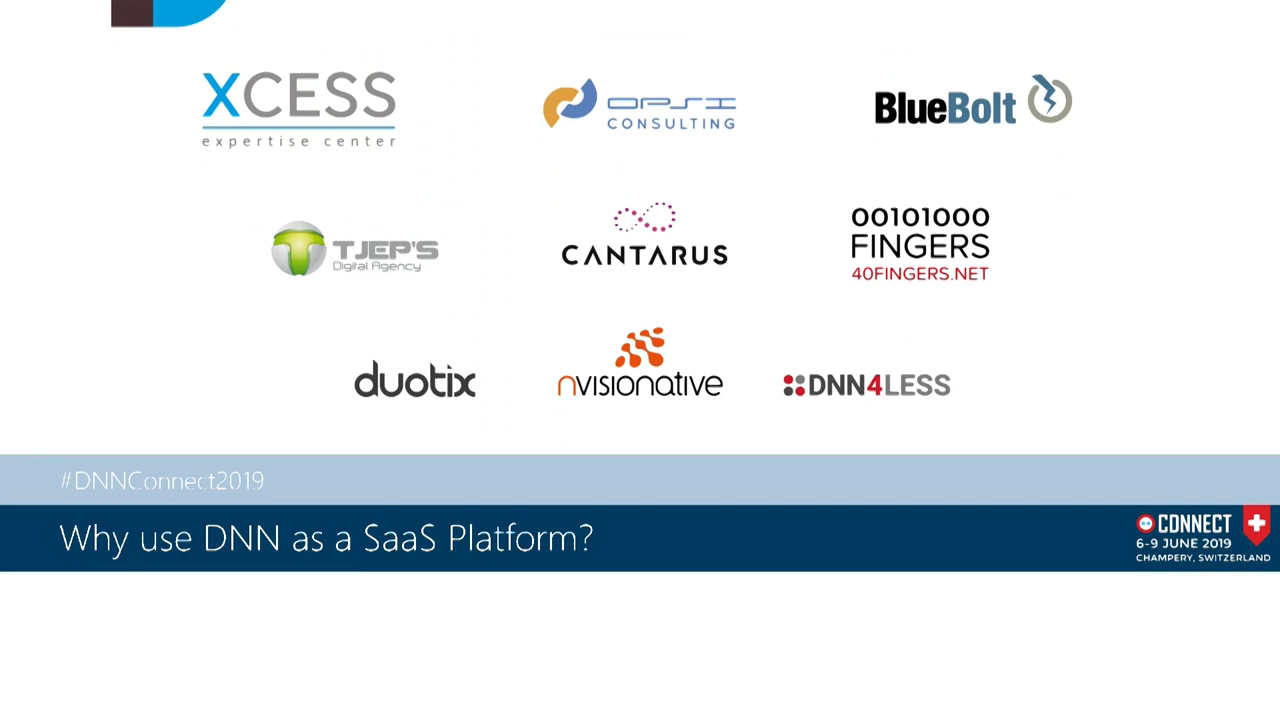 XCESS
expertise center
OPSI
CONSULTING
BlueBolt
TJEP'S
Digital Agency
CANTARUS
00101000
FINGERS
40FINGERS.NET
duotix
nvisionative
DNN4LESS
#DNNConnect2019
Why use DNN as a SaaS Platform?
CONNECT
6-9 JUNE 2019
CHAMPERY, SWITZERLAND